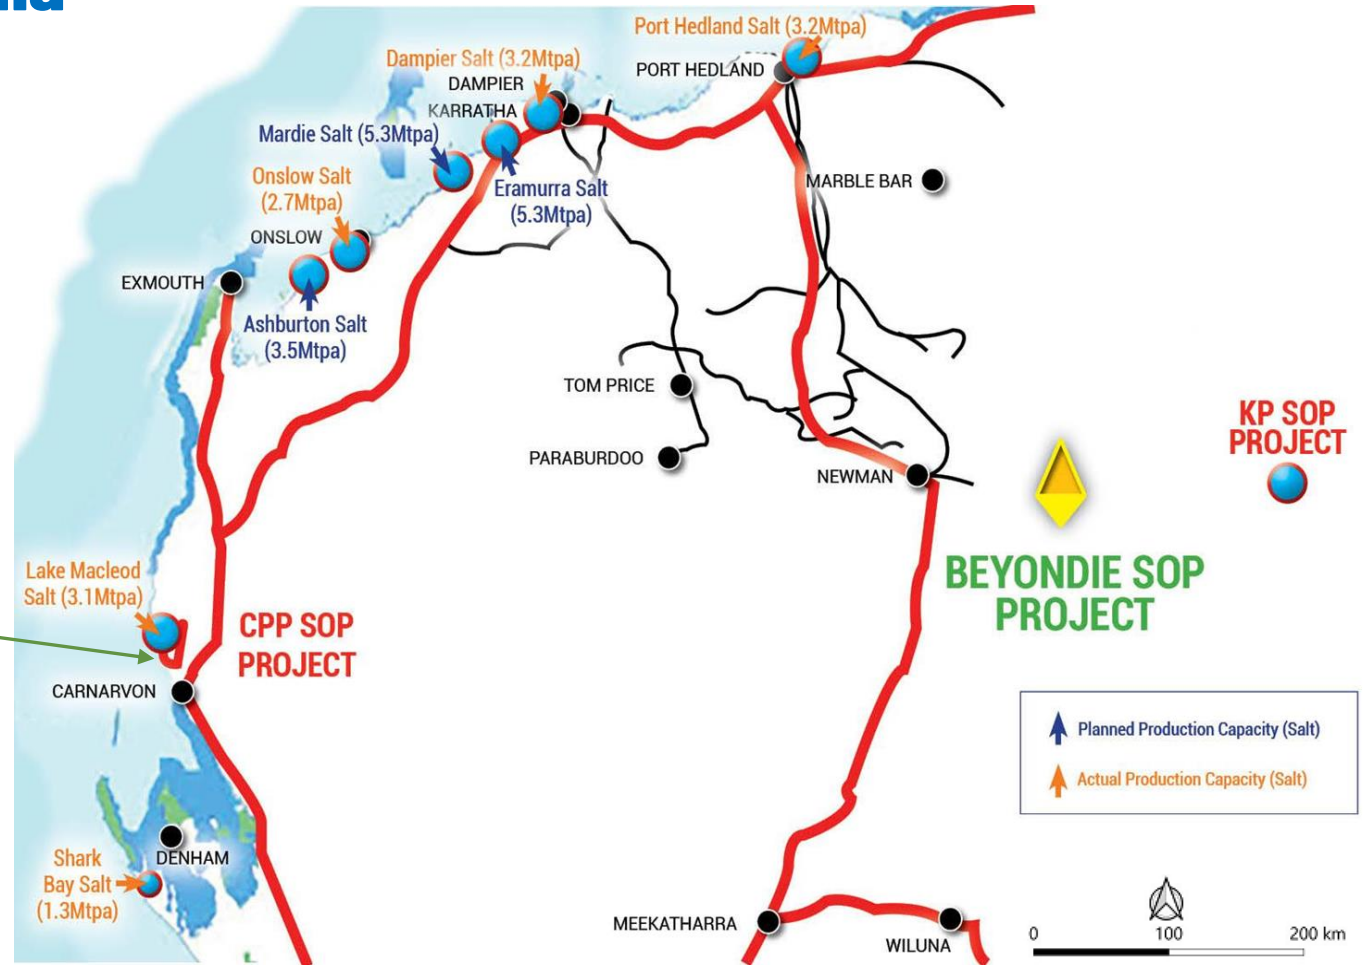 Port Hedland Salt (3.2Mtpa)
Dampier Salt (3.2Mtpa)
PORT HEDLAND
DAMPIER
KARRATHA
Mardie Salt (5.3Mtpa)
Onslow Salt
(2.7Mtpa)
Eramurra Salt
(5.3Mtpa)
MARBLE BAR
ONSLOW
EXMOUTH
Ashburton Salt
(3.5Mtpa)
TOM PRICE
KP SOP
PROJECT
PARABURDOO
NEWMAN
BEYONDIE SOP
PROJECT
Lake Macleod
Salt (3.1Mtpa)
CPP SOP
PROJECT
CARNARVON
Planned Production Capacity (Salt)
Actual Production Capacity (Salt)
DENHAM
Shark
Bay Salt
(1.3Mtpa)
MEEKATHARRA
WILUNA
0 100 200 km